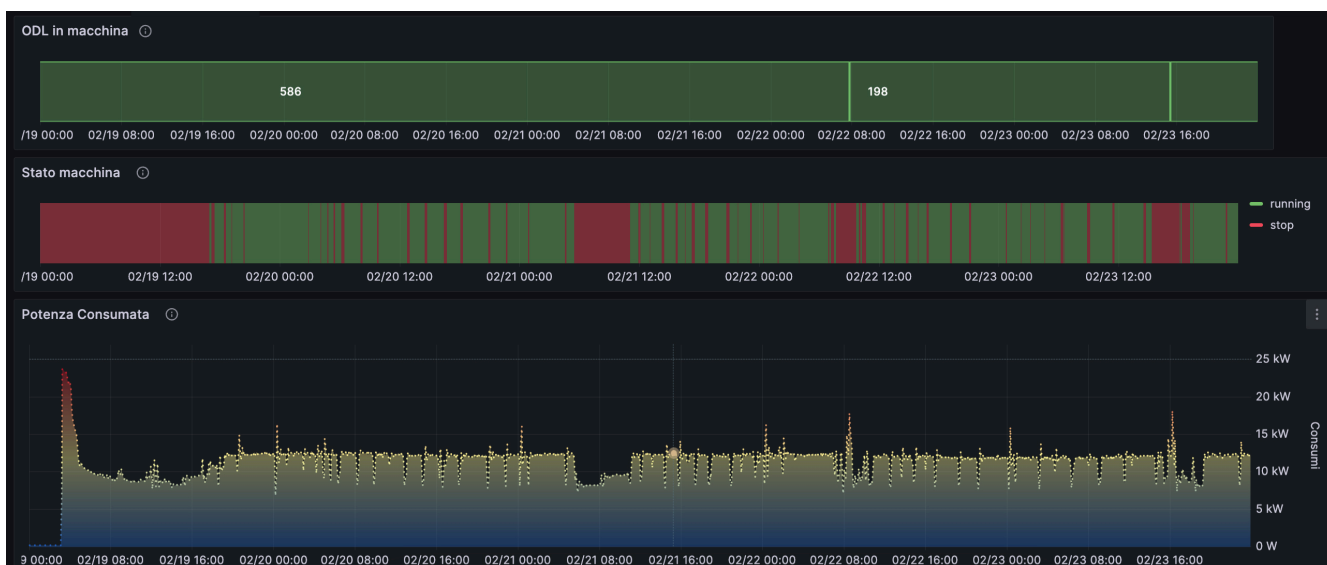 ODL in macchina
586
198
/19 00:00 02/19 08:00 02/19 16:00 02/20 00:00 02/20 08:00 02/20 16:00 02/21 00:00 02/21 08:00 02/21 16:00 02/22 00:00 02/22 08:00 02/22 16:00 02/23 00:00 02/23 08:00 02/23 16:00
Stato macchina
running
stop
/19 00:00 02/19 12:00 02/20 00:00 02/20 12:00 02/21 00:00 02/21 12:00 02/22 00:00 02/22 12:00 02/23 00:00 02/23 12:00
Potenza Consumata
25 kW
20 kW
15 kW
10 kW
5 kW
0 W
Consumi
9 00:00 02/19 08:00 02/19 16:00 02/20 00:00 02/20 08:00 02/20 16:00 02/21 00:00 02/21 08:00 02/21 16:00 02/22 00:00 02/22 08:00 02/22 16:00 02/23 00:00 02/23 08:00 02/23 16:00